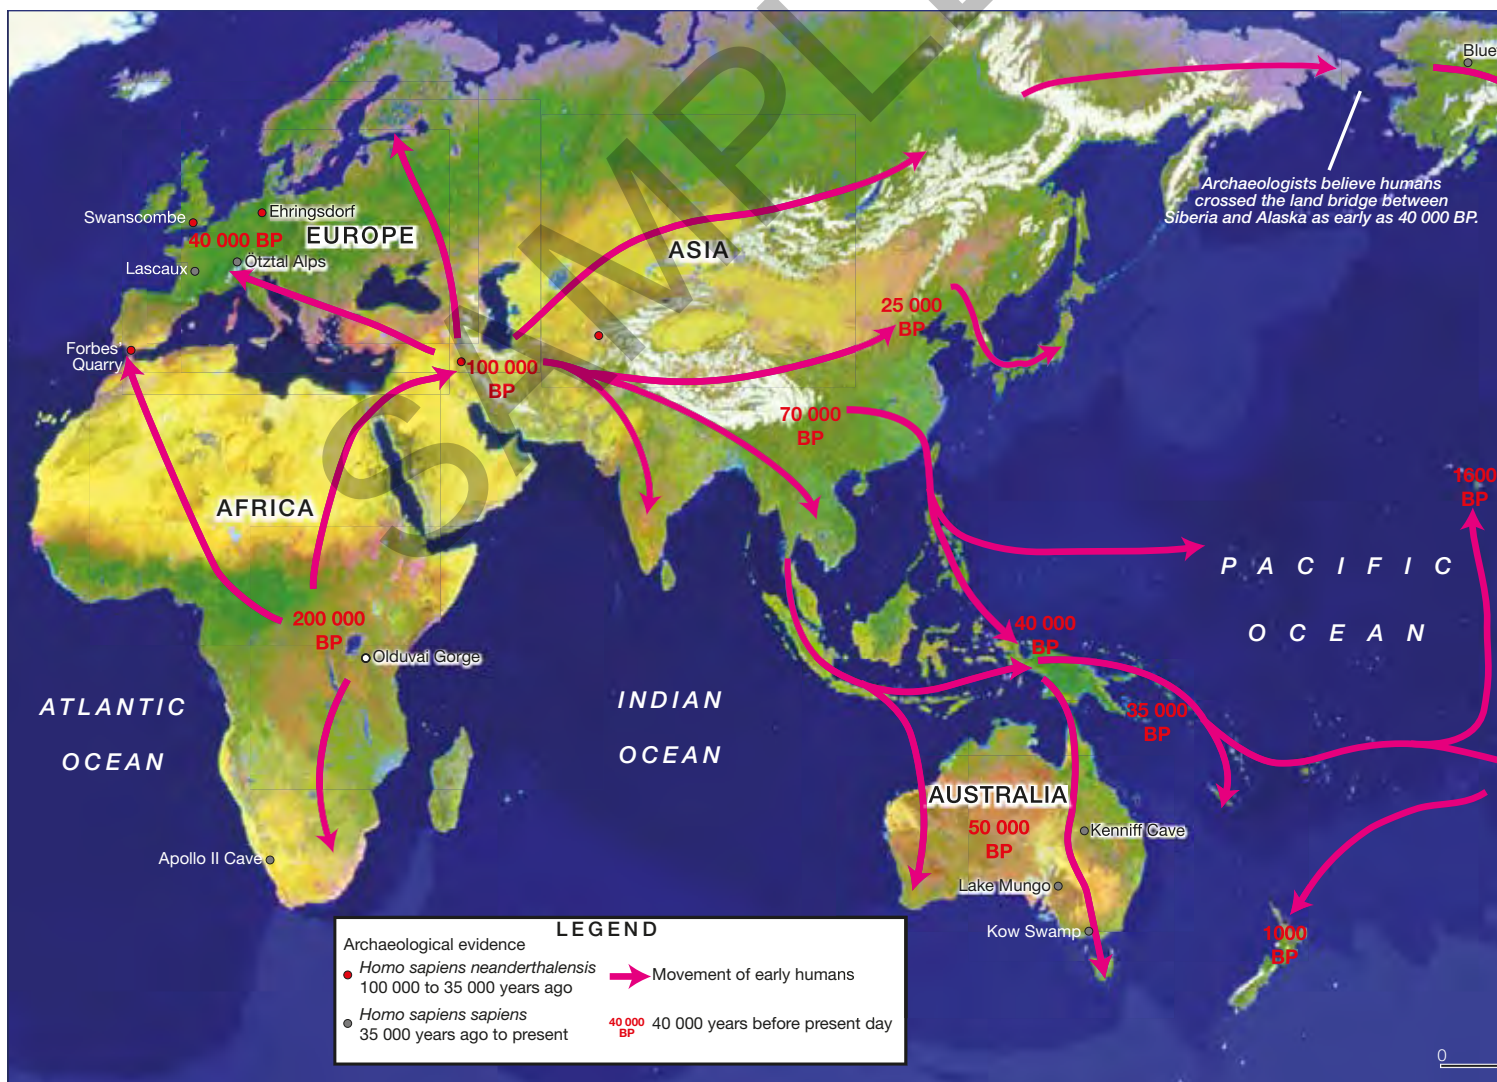 SAMPLE
Blue
Archaeologists believe humans
crossed the land bridge between
Siberia and Alaska as early as 40 000 BP.
Swanscombe
Ehringsdorf
40 000 BP
EUROPE
Lascaux
Ötztal Alps
ASIA
25 000
BP
Forbes'
Quarry
100 000
BP
70 000
BP
1600
BP
AFRICA
PACIFIC
OCEAN
200 000
BP
Olduvai Gorge
40 000
BP
ATLANTIC
OCEAN
INDIAN
OCEAN
35 000
BP
AUSTRALIA
50 000
BP
Kenniff Cave
Apollo II Cave
Lake Mungo
Kow Swamp
1000
BP
LEGEND
Archaeological evidence
Homo sapiens neanderthalensis
100 000 to 35 000 years ago
Movement of early humans
Homo sapiens sapiens
35 000 years ago to present
40 000
BP
40 000 years before present day
0